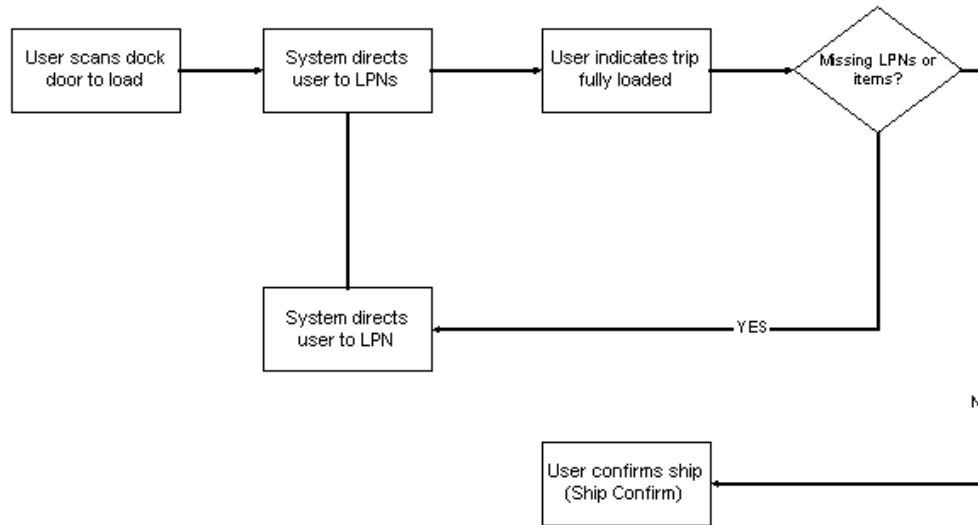 User scans dock
door to load
System directs
user to LPNs
User indicates trip
fully loaded
Missing LPNs or
items?
System directs
user to LPN
YES
N
User confirms ship
(Ship Confirm)